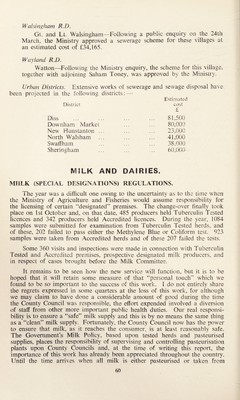 Walsingham R.D.
Gt. and Lt. Walsingham—Following a public enquiry on the 24th
March, the Ministry approved a sewerage scheme for these villages at
an estimated cost of £34,165.
Wayland R.D.
Watton—Following the Ministry enquiry, the scheme for this village,
together with adjoining Saham Toney, was approved by the Ministry.
Urban Districts. Extensive works of sewerage and sewage disposal have
been projected in the following districts:—
Estimated
District cost
£
Diss ... ... ... 81,500
Downham Market ... ... 80,000
New Hunstanton ... ... 23,000
North Walsham ... ... 41,000
Swaffham ... ... ... 38,000
Sheringham ... ... ... 60,000
MILK AND DAIRIES.
MILK (SPECIAL DESIGNATIONS) REGULATIONS.
The year was a difficult one owing to the uncertainty as to the time when
the Ministry of Agriculture and Fisheries would assume responsibility for
the licensing of certain "designated" premises. The change-over finally took
place on 1st October and, on that date, 485 producers held Tuberculin Tested
licences and 342 producers held Accredited licences. During the year, 1084
samples were submitted for examination from Tuberculin Tested herds, and
of these, 202 failed to pass either the Methylene Blue or Coliform test. 923
samples were taken from Accredited herds and of these 207 failed the tests.
Some 360 visits and inspections were made in connection with Tuberculin
Tested and Accredited premises, prospective designated milk producers, and
in respect of cases brought before the Milk Committee.
It remains to be seen how the new service will function, but it is to be
hoped that it will retain some measure of that "personal touch" which we
found to be so important to the success of this work. I do not entirely share
the regrets expressed in some quarters at the loss of this work, for although
we may claim to have done a considerable amount of good during the time
the County Council was responsible, the effort expended involved a diversion
of staff from other more important public health duties. Our real responsi-
bility is to ensure a "safe" milk supply and this is by no means the same thing
as a "clean" milk supply. Fortunately, the County Council now has the power
to ensure that milk, as it reaches the consumer, is at least reasonably safe.
The Government's Milk Policy, based upon tested herds and pasteurised
supplies, places the responsibility of supervising and controlling pasteurisation
plants upon County Councils and, at the time of writing this report, the
importance of this work has already been appreciated throughout the country.
Until the time arrives when all milk is either pasteurised or taken from
60